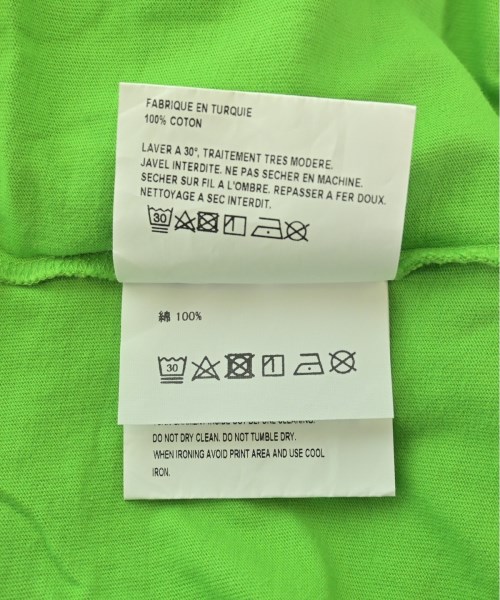 FABRIQUE EN TURQUIE
100% COTON
LAVER A 30°, TRAITEMENT TRES MODERE.
JAVEL INTERDITE. NE PAS SECHER EN MACHINE.
SECHER SUR FIL A L'OMBRE. REPASSER A FER DOUX.
NETTOYAGE A SEC INTERDIT.
30
綿 100%
30
DO NOT DRY CLEAN. DO NOT TUMBLE DRY.
WHEN IRONING AVOID PRINT AREA AND USE COOL
IRON.